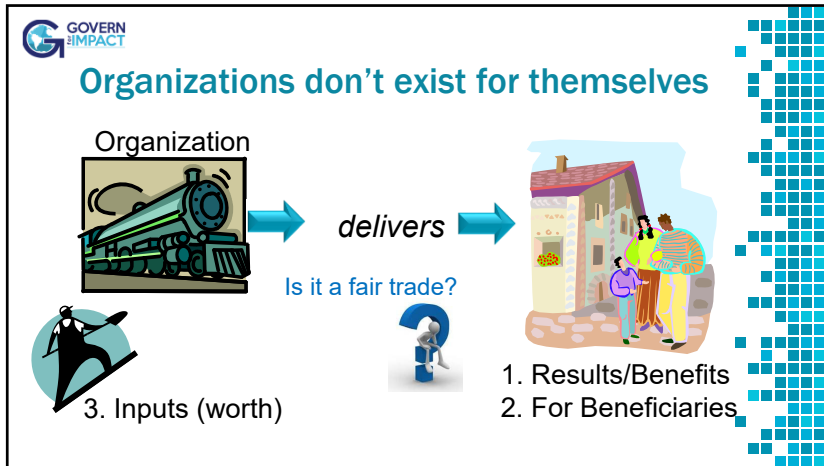 GOVERN
for IMPACT
Organizations don't exist for themselves
Organization
delivers
Is it a fair trade?
1. Results/Benefits
2. For Beneficiaries
3. Inputs (worth)